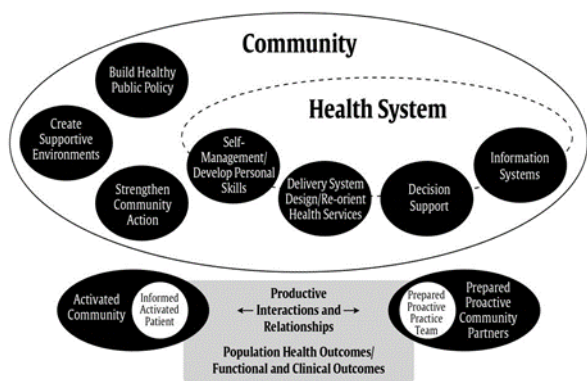 Community
Build Healthy
Public Policy
Health System
Create
Supportive
Environments
Self-
Management/
Develop Personal
Skills
Information
Systems
Strengthen
Community
Action
Delivery System
Design/Re-orient
Health Services
Decision
Support
Activated
Community
Informed
Activated
Patient
Productive
Interactions and
Relationships
Prepared
Proactive
Practice
Team
Prepared
Proactive
Community
Partners
Population Health Outcomes/
Functional and Clinical Outcomes